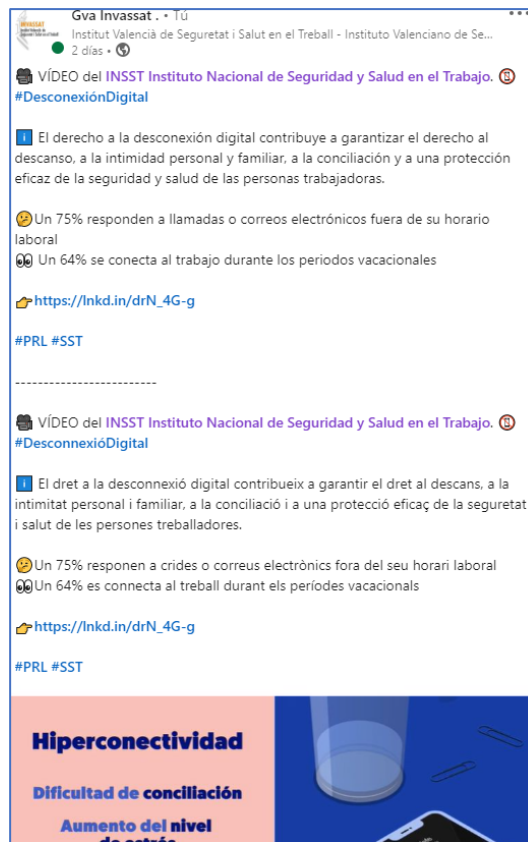 Gva Invassat . • Tú
Institut Valencià de Seguretat i Salut en el Treball - Instituto Valenciano de Se...
2 días •
🎥 VÍDEO del INSST Instituto Nacional de Seguridad y Salud en el Trabajo. 📵
#DesconexiónDigital
ℹ️ El derecho a la desconexión digital contribuye a garantizar el derecho al
descanso, a la intimidad personal y familiar, a la conciliación y a una protección
eficaz de la seguridad y salud de las personas trabajadoras.
🤔Un 75% responden a llamadas o correos electrónicos fuera de su horario
laboral
👀 Un 64% se conecta al trabajo durante los periodos vacacionales
👉https://lnkd.in/drN_4G-g
#PRL #SST
-------------------------
🎥 VÍDEO del INSST Instituto Nacional de Seguridad y Salud en el Trabajo. 📵
#DesconnexióDigital
ℹ️ El dret a la desconnexió digital contribueix a garantir el dret al descans, a la
intimitat personal i familiar, a la conciliació i a una protecció eficaç de la seguretat
i salut de les persones treballadores.
🤔Un 75% responen a crides o correus electrònics fora del seu horari laboral
👀Un 64% es connecta al treball durant els períodes vacacionals
👉https://lnkd.in/drN_4G-g
#PRL #SST
Hiperconectividad
Dificultad de conciliación
Aumento del nivel
de estrés